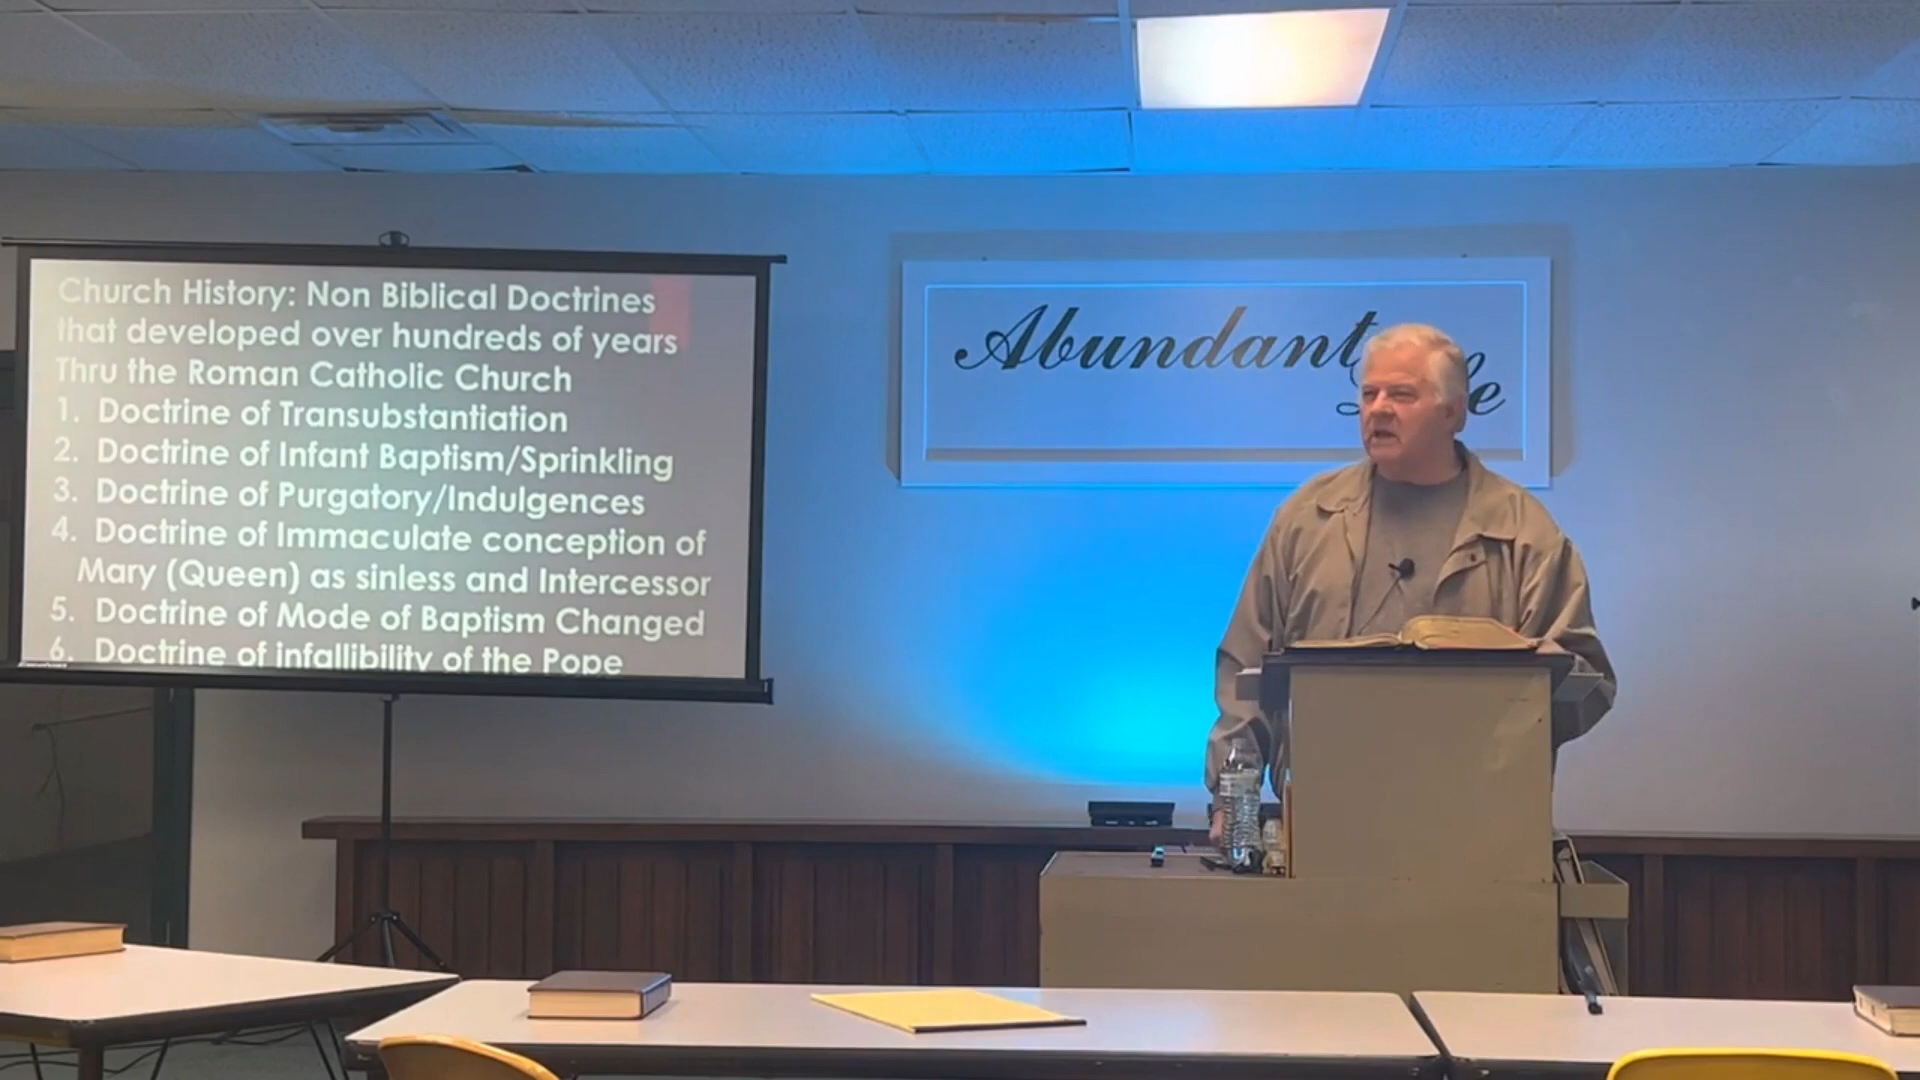 Church History: Non Biblical Doctrines
that developed over hundreds of years
Thru the Roman Catholic Church
1. Doctrine of Transubstantiation
2. Doctrine of Infant Baptism/Sprinkling
3. Doctrine of Purgatory/Indulgences
4. Doctrine of Immaculate conception of
Mary (Queen) as sinless and Intercessor
5. Doctrine of Mode of Baptism Changed
6. Doctrine of infallibility of the Pope
Abundant